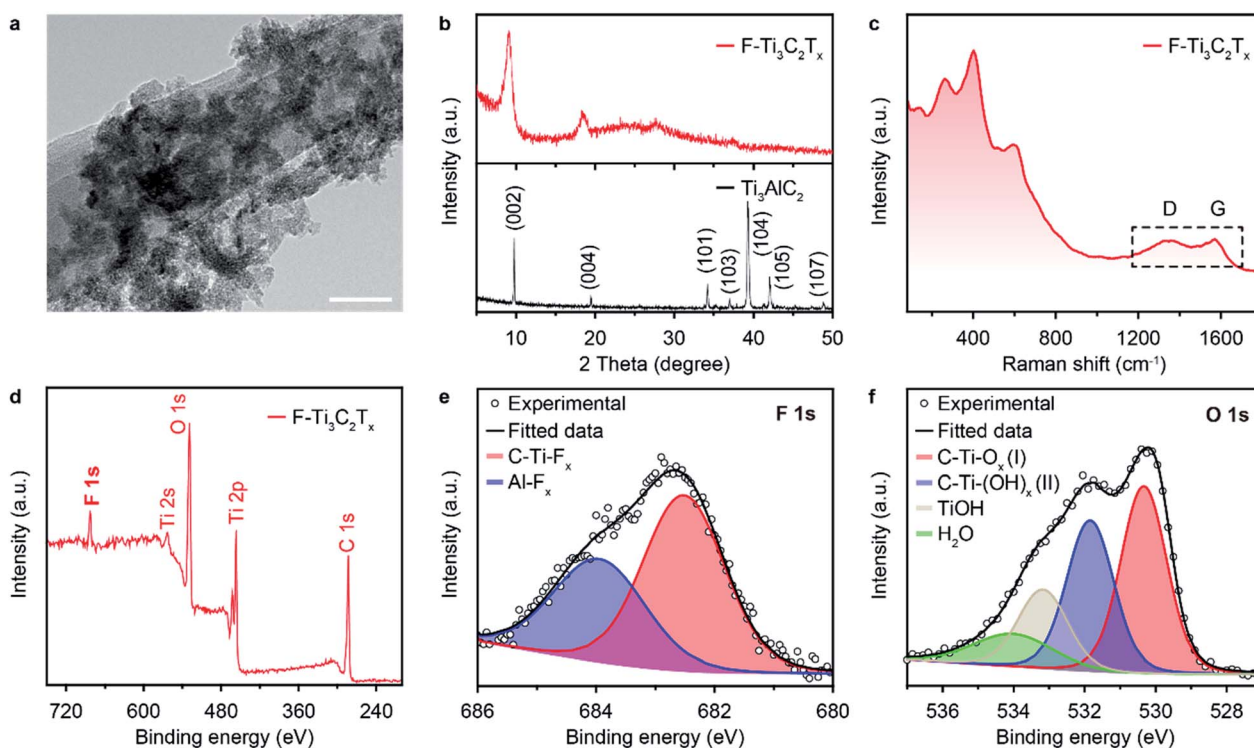 a
b
F-Ti₃C₂Tₓ
Intensity (a.u.)
Ti₃AlC₂
(002)
(004)
(101)
(103)
(104)
(105)
(107)
10 20 30 40 50
2 Theta (degree)
c
F-Ti₃C₂Tₓ
Intensity (a.u.)
D G
400 800 1200 1600
Raman shift (cm⁻¹)
d
F-Ti₃C₂Tₓ
Intensity (a.u.)
F 1s
Ti 2s
O 1s
Ti 2p
C 1s
720 600 480 360 240
Binding energy (eV)
e
Experimental
F 1s
Fitted data
C-Ti-Fₓ
Al-Fₓ
Intensity (a.u.)
686 684 682 680
Binding energy (eV)
f
Experimental
O 1s
Fitted data
C-Ti-Oₓ (I)
C-Ti-(OH)ₓ (II)
TiOH
H₂O
Intensity (a.u.)
536 534 532 530 528
Binding energy (eV)